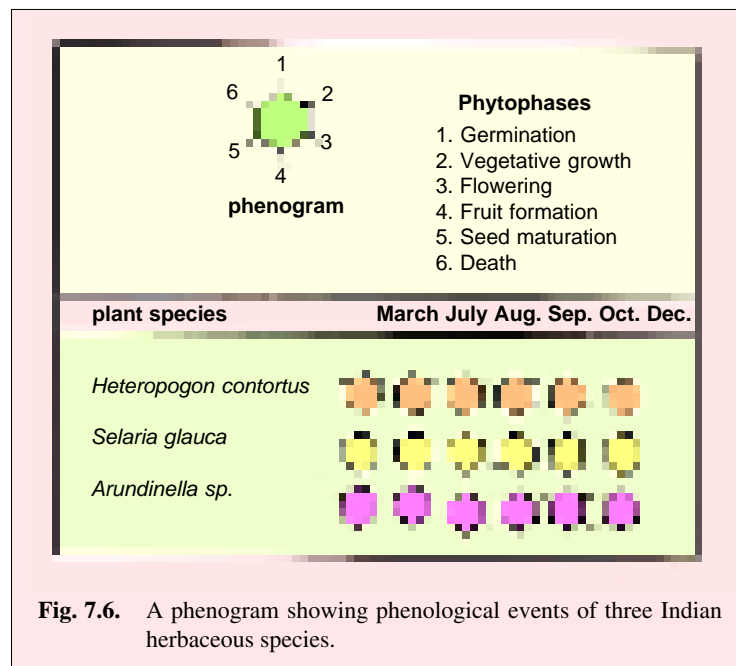 1
6
2
5
3
4
phenogram
Phytophases
1. Germination
2. Vegetative growth
3. Flowering
4. Fruit formation
5. Seed maturation
6. Death
plant species March July Aug. Sep. Oct. Dec.
Heteropogon contortus
Selaria glauca
Arundinella sp.
Fig. 7.6. A phenogram showing phenological events of three Indian
herbaceous species.